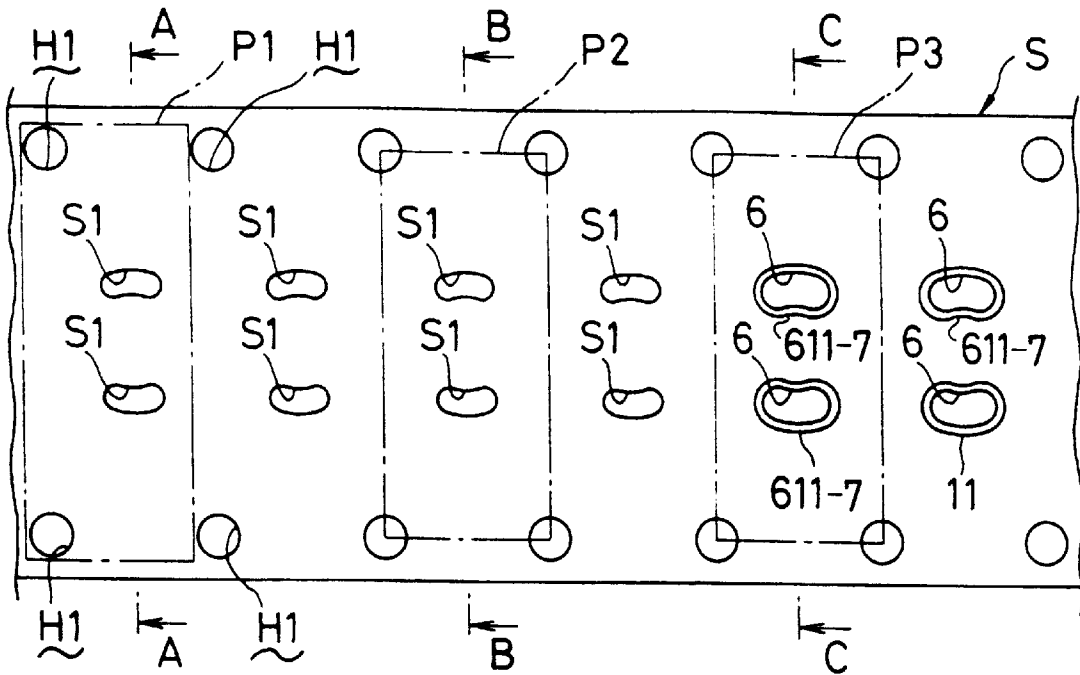 A B C
H1 P1 H1 P2 P3 S
S1 S1 S1 S1 6 6
611-7 611-7
S1 S1 S1 S1 6 6
611-7 11
H1 A H1 B C